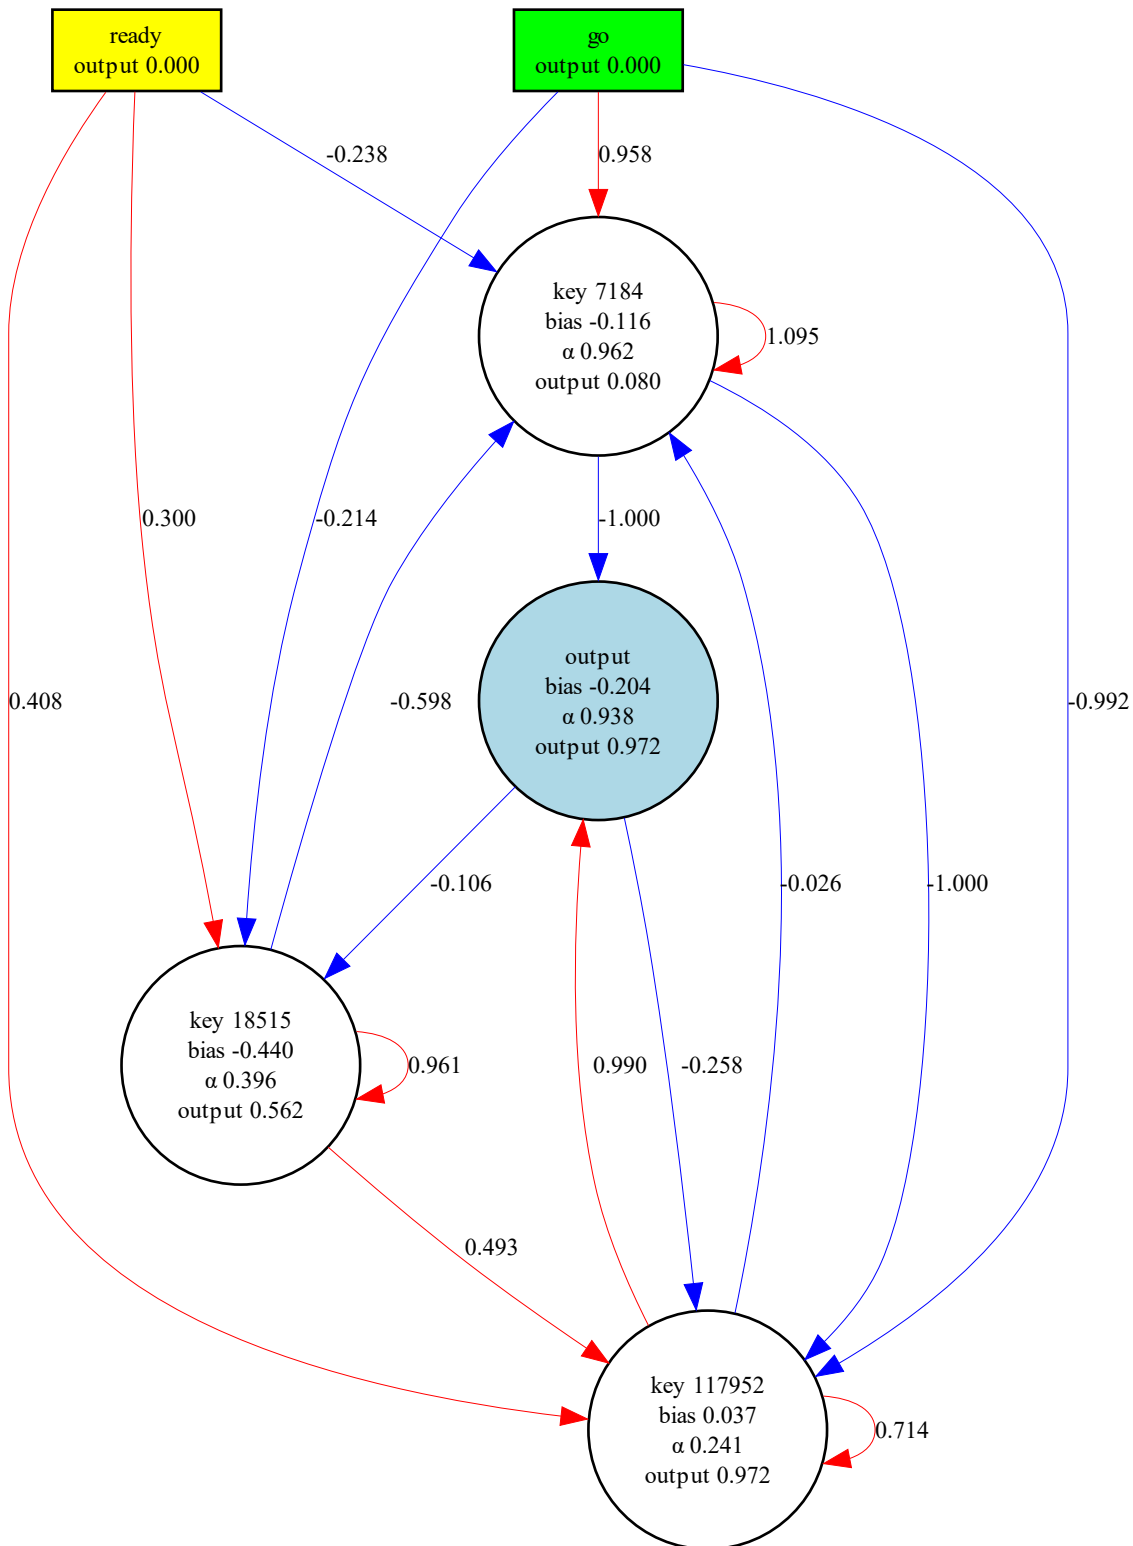 ready
output 0.000
go
output 0.000
-0.238
0.958
key 7184
bias -0.116
α 0.962
output 0.080
1.095
0.300
-0.214
-1.000
output
bias -0.204
α 0.938
output 0.972
0.408
-0.598
-0.992
-0.106
-0.026
-1.000
key 18515
bias -0.440
α 0.396
output 0.562
0.961
0.990
-0.258
0.493
key 117952
bias 0.037
α 0.241
output 0.972
0.714